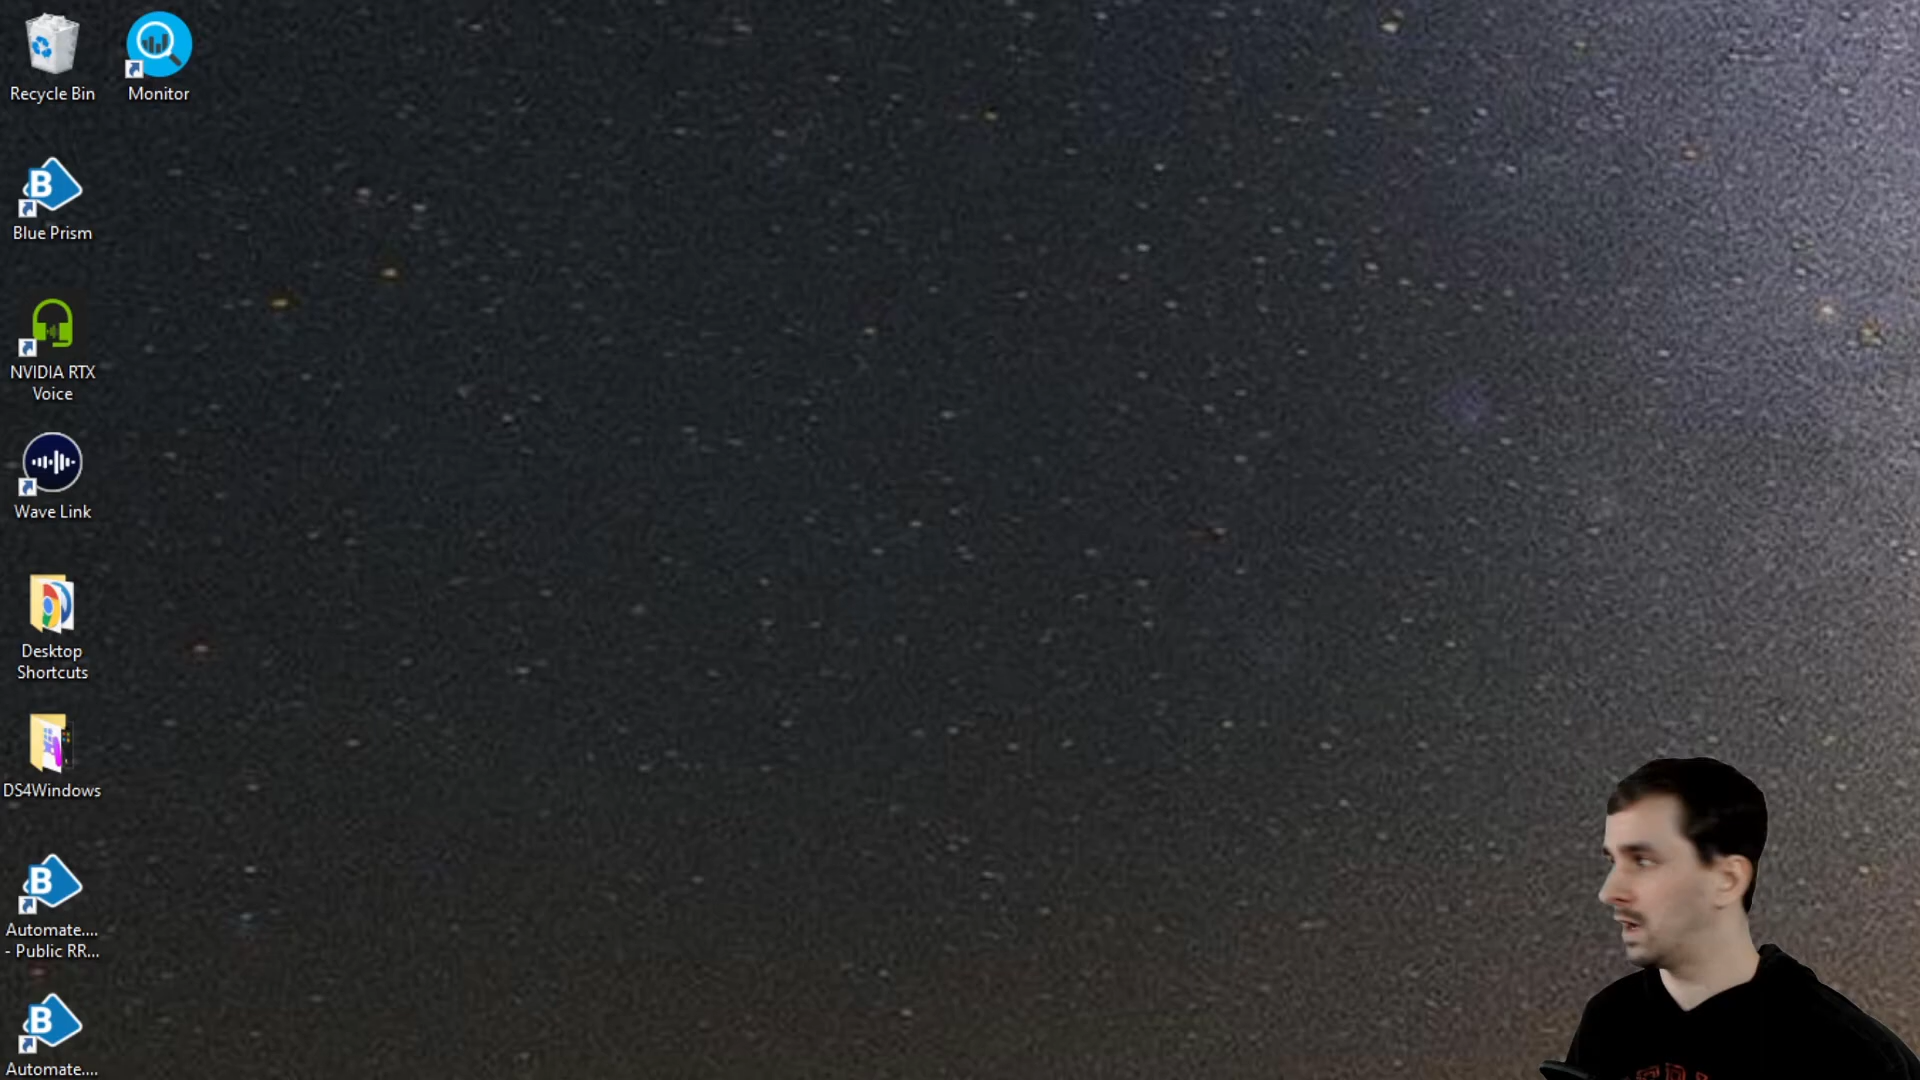 Recycle Bin
Monitor
Blue Prism
NVIDIA RTX
Voice
Wave Link
Desktop
Shortcuts
DS4Windows
Automate....
- Public RR...
Automate....